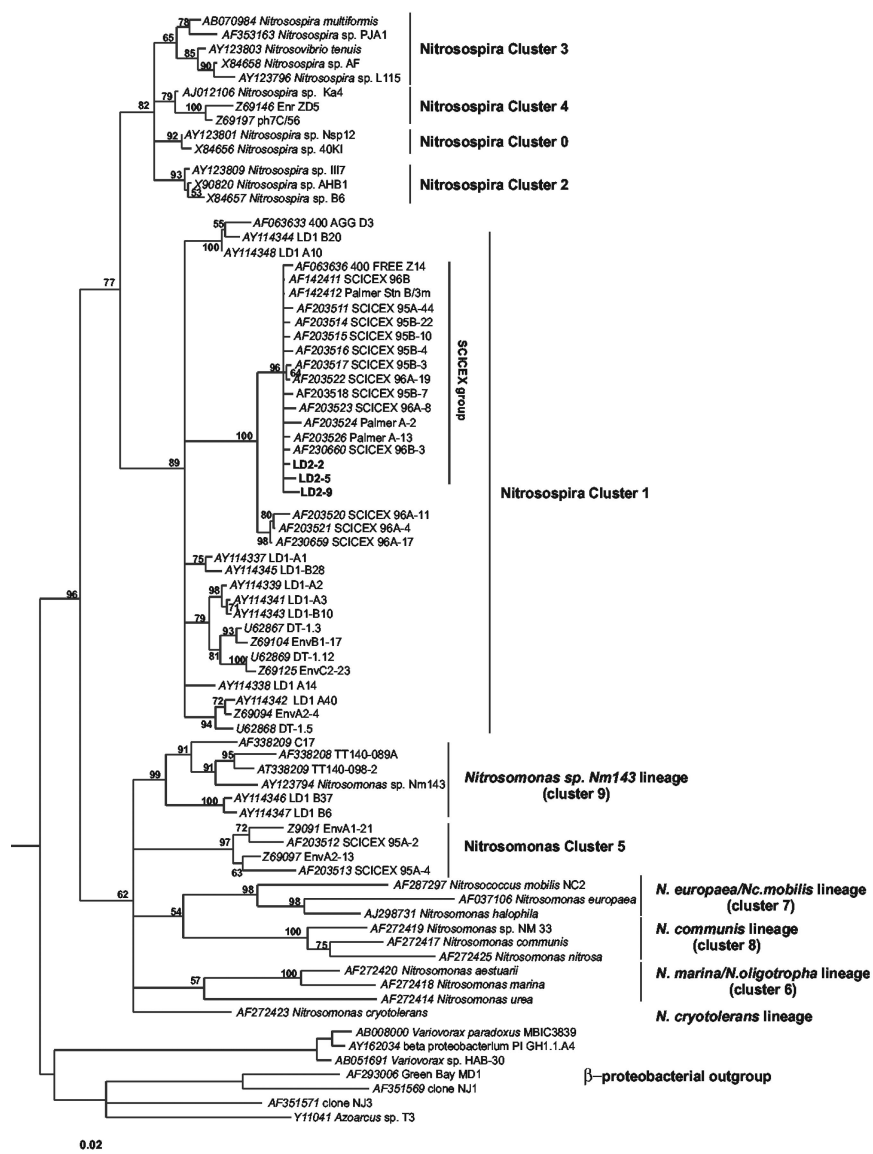 78
AB070984 Nitrosospira multiformis
65
AF353163 Nitrosospira sp. PJA1
AY123803 Nitrosovibrio tenuis
85
X84658 Nitrosospira sp. AF
90
AY123796 Nitrosospira sp. L115
Nitrosospira Cluster 3
82
79
AJ012106 Nitrosospira sp. Ka4
100
Z69146 Enr ZD5
Z69197 ph7C/56
Nitrosospira Cluster 4
92
AY123801 Nitrosospira sp. Nsp12
X84656 Nitrosospira sp. 40KI
Nitrosospira Cluster 0
93
AY123809 Nitrosospira sp. III7
X90820 Nitrosospira sp. AHB1
53
X84657 Nitrosospira sp. B6
Nitrosospira Cluster 2
77
55
AF063633 400 AGG D3
AY114344 LD1 B20
100
AY114348 LD1 A10
AF063636 400 FREE Z14
AF142411 SCICEX 96B
AF142412 Palmer Stn B/3m
AF203511 SCICEX 95A-44
AF203514 SCICEX 95B-22
AF203515 SCICEX 95B-10
AF203516 SCICEX 95B-4
96
AF203517 SCICEX 95B-3
64
AF203522 SCICEX 96A-19
AF203518 SCICEX 95B-7
AF203523 SCICEX 96A-8
AF203524 Palmer A-2
AF203526 Palmer A-13
100
AF230660 SCICEX 96B-3
LD2-2
LD2-5
LD2-9
SCICEX group
89
80
AF203520 SCICEX 96A-11
AF203521 SCICEX 96A-4
98
AF230659 SCICEX 96A-17
Nitrosospira Cluster 1
75
AY114337 LD1-A1
AY114345 LD1-B28
98
AY114339 LD1-A2
AY114341 LD1-A3
71
AY114343 LD1-B10
79
93
U62867 DT-1.3
Z69104 EnvB1-17
81
100
U62869 DT-1.12
Z69125 EnvC2-23
AY114338 LD1 A14
72
AY114342 LD1 A40
Z69094 EnvA2-4
94
U62868 DT-1.5
96
91
AF338209 C17
95
AF338208 TT140-089A
91
AT338209 TT140-098-2
99
AY123794 Nitrosomonas sp. Nm143
100
AY114346 LD1 B37
AY114347 LD1 B6
Nitrosomonas sp. Nm143 lineage
(cluster 9)
72
Z9091 EnvA1-21
97
AF203512 SCICEX 95A-2
Z69097 EnvA2-13
63
AF203513 SCICEX 95A-4
Nitrosomonas Cluster 5
62
98
AF287297 Nitrosococcus mobilis NC2
98
AF037106 Nitrosomonas europaea
AJ298731 Nitrosomonas halophila
N. europaea/Nc.mobilis lineage
(cluster 7)
54
100
AF272419 Nitrosomonas sp. NM 33
75
AF272417 Nitrosomonas communis
AF272425 Nitrosomonas nitrosa
N. communis lineage
(cluster 8)
57
100
AF272420 Nitrosomonas aestuarii
AF272418 Nitrosomonas marina
AF272414 Nitrosomonas urea
N. marina/N.oligotropha lineage
(cluster 6)
AF272423 Nitrosomonas cryotolerans
N. cryotolerans lineage
AB008000 Variovorax paradoxus MBIC3839
AY162034 beta proteobacterium PI GH1.1.A4
AB051691 Variovorax sp. HAB-30
AF293006 Green Bay MD1
AF351569 clone NJ1
AF351571 clone NJ3
Y11041 Azoarcus sp. T3
β–proteobacterial outgroup
0.02